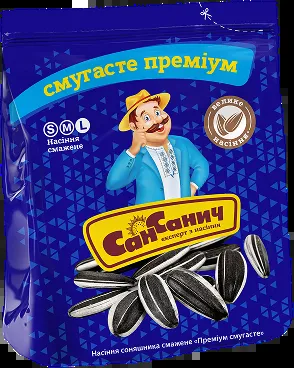 смугасте преміум
S M L
Насіння
смажене
велике
насіння
СанСанич
експерт з насіння
Насіння соняшника смажене «Преміум смугасте»